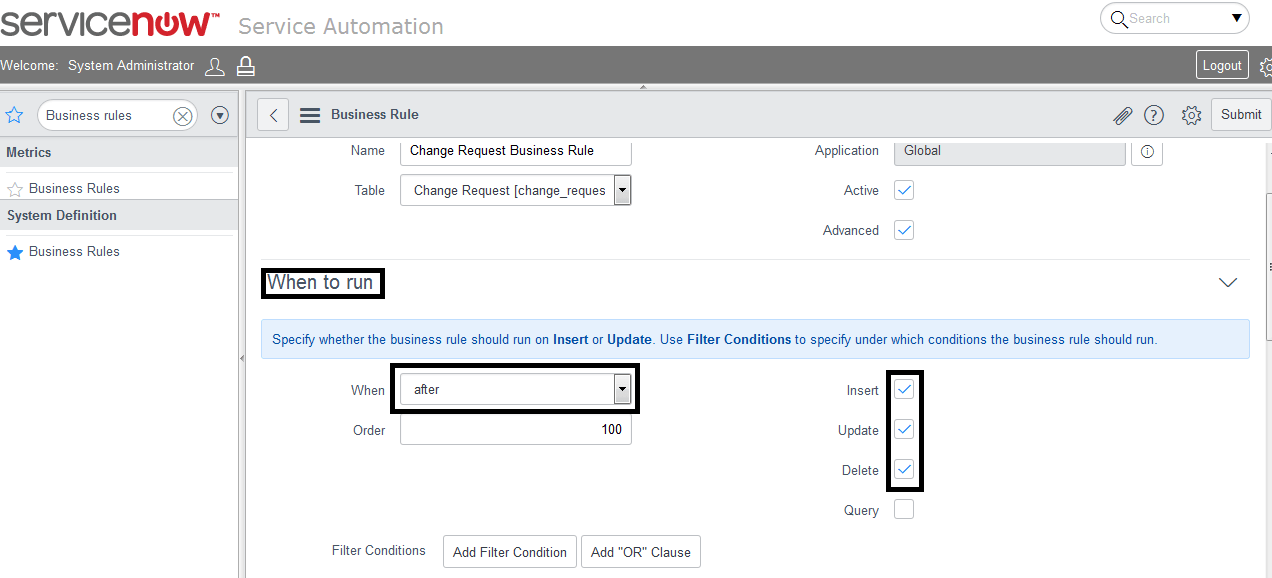 servicenow™ Service Automation
Search
Welcome: System Administrator
Logout
Business rules
Business Rule
Submit
Metrics
Business Rules
System Definition
Business Rules
Name Change Request Business Rule Application Global
Table Change Request [change_reques Active
Advanced
When to run
Specify whether the business rule should run on Insert or Update. Use Filter Conditions to specify under which conditions the business rule should run.
When after Insert
Order 100 Update
Delete
Query
Filter Conditions Add Filter Condition Add "OR" Clause